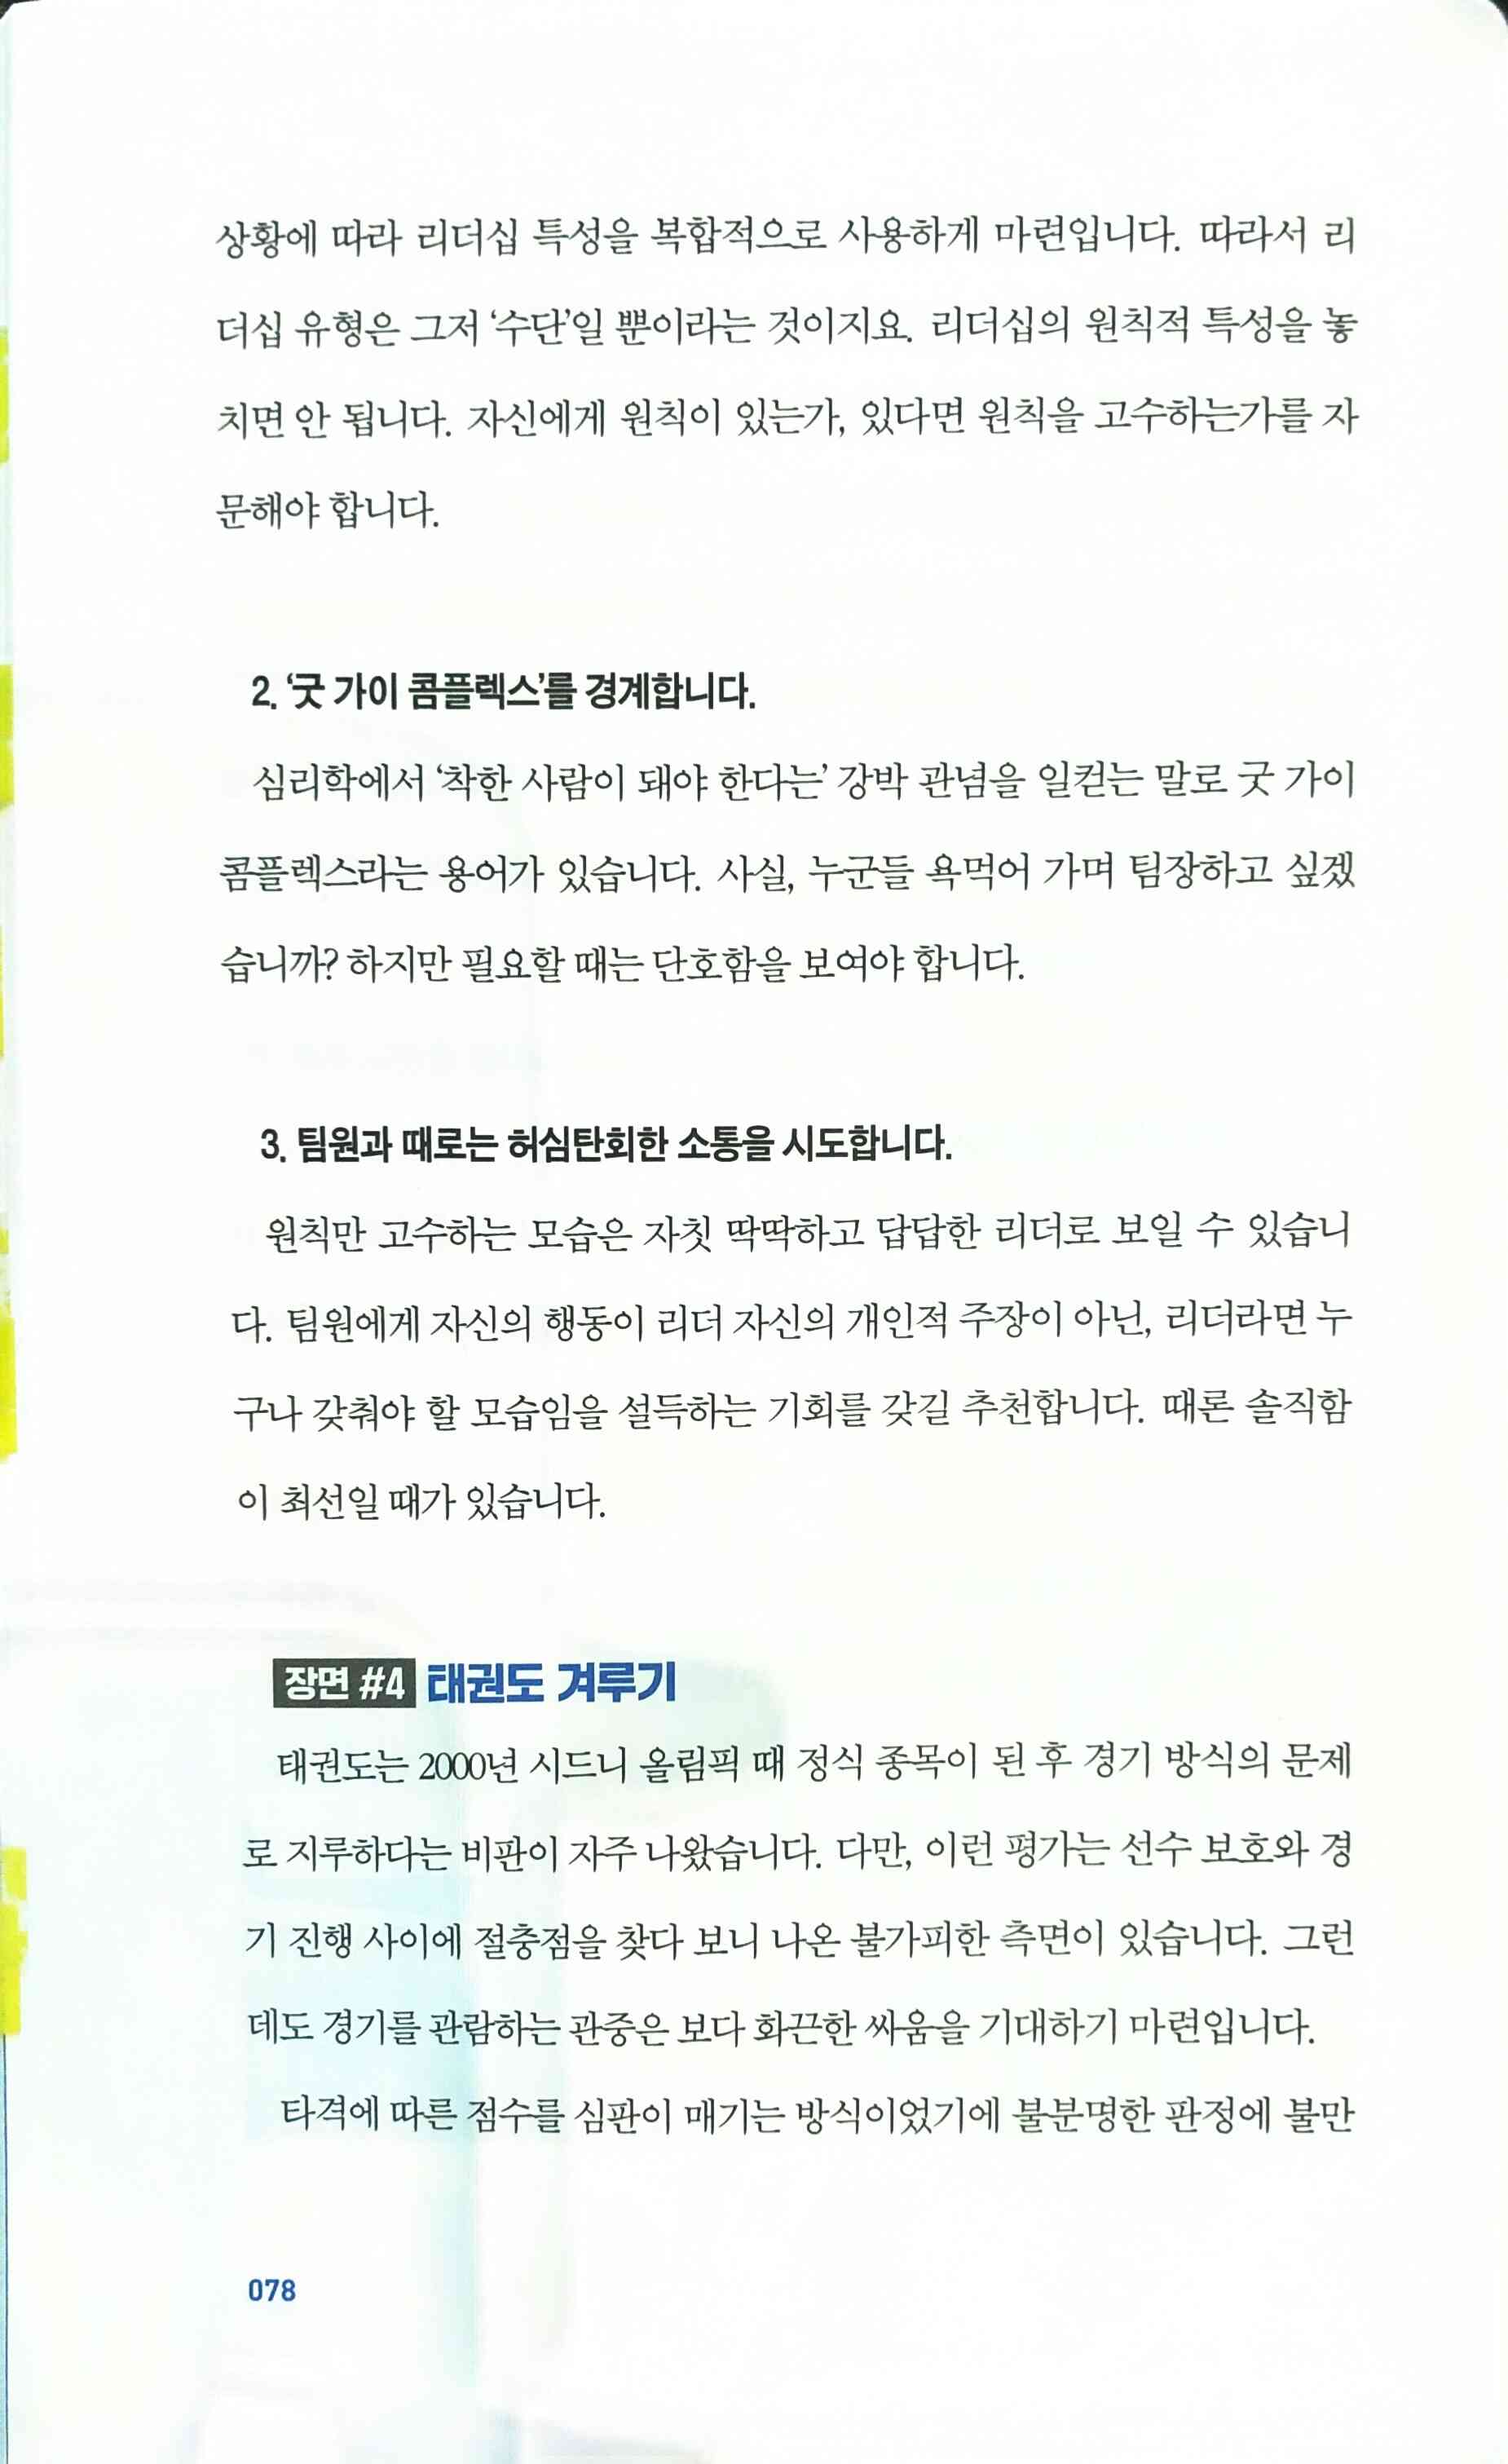 상황에 따라 리더십 특성을 복합적으로 사용하게 마련입니다. 따라서 리
더십 유형은 그저 ‘수단’일 뿐이라는 것이지요. 리더십의 원칙적 특성을 놓
치면 안 됩니다. 자신에게 원칙이 있는가, 있다면 원칙을 고수하는가를 자
문해야 합니다.
2. ‘굿 가이 콤플렉스’를 경계합니다.
심리학에서 ‘착한 사람이 돼야 한다는’ 강박 관념을 일컫는 말로 굿 가이
콤플렉스라는 용어가 있습니다. 사실, 누군들 욕먹어 가며 팀장하고 싶겠
습니까? 하지만 필요할 때는 단호함을 보여야 합니다.
3. 팀원과 때로는 허심탄회한 소통을 시도합니다.
원칙만 고수하는 모습은 자칫 딱딱하고 답답한 리더로 보일 수 있습니
다. 팀원에게 자신의 행동이 리더 자신의 개인적 주장이 아닌, 리더라면 누
구나 갖춰야 할 모습임을 설득하는 기회를 갖길 추천합니다. 때론 솔직함
이 최선일 때가 있습니다.
장면 #4 태권도 겨루기
태권도는 2000년 시드니 올림픽 때 정식 종목이 된 후 경기 방식의 문제
로 지루하다는 비판이 자주 나왔습니다. 다만, 이런 평가는 선수 보호와 경
기 진행 사이에 절충점을 찾다 보니 나온 불가피한 측면이 있습니다. 그런
데도 경기를 관람하는 관중은 보다 화끈한 싸움을 기대하기 마련입니다.
타격에 따른 점수를 심판이 매기는 방식이었기에 불분명한 판정에 불만
078